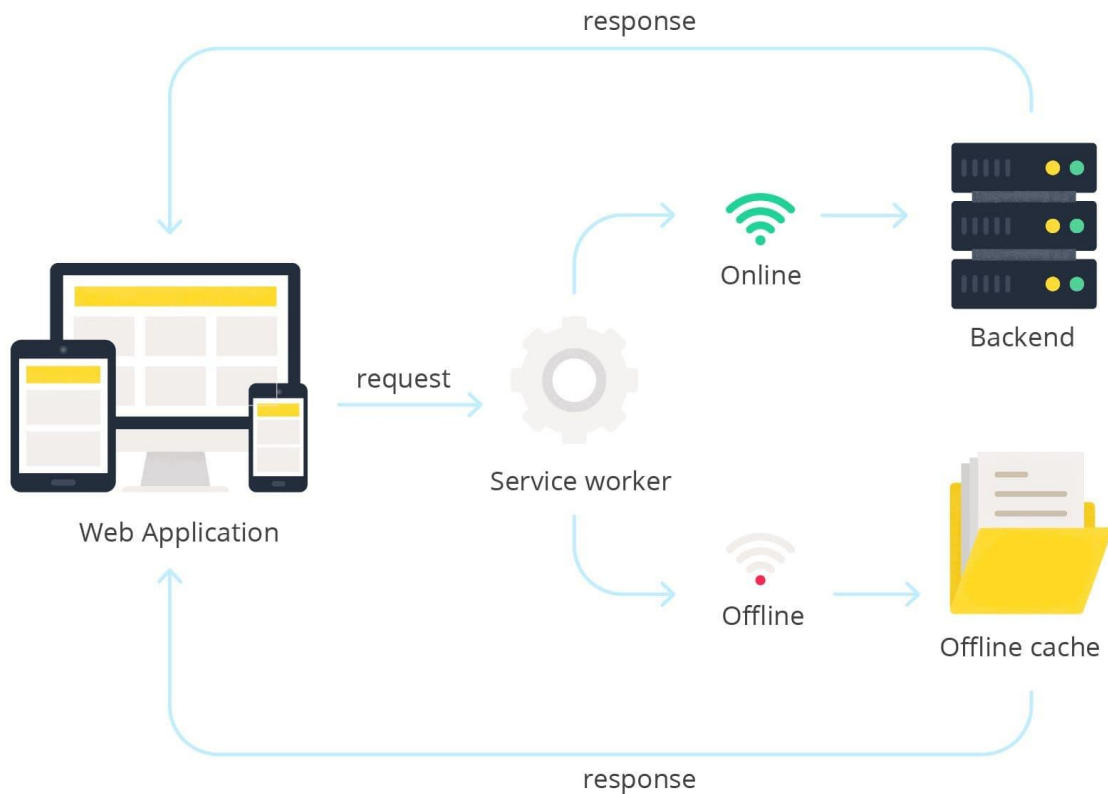 response
Online
Backend
request
Service worker
Web Application
Offline
Offline cache
response